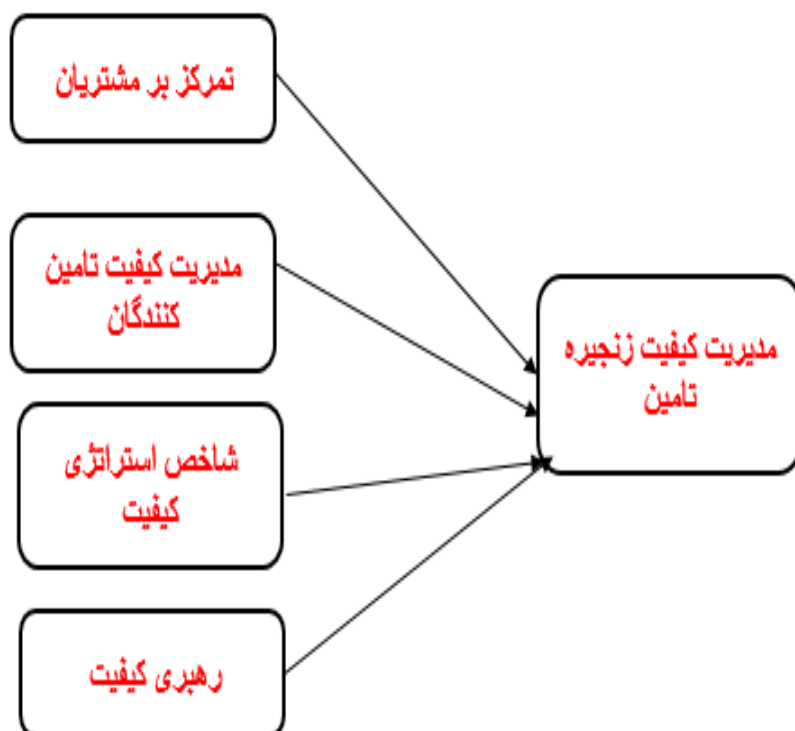 تمرکز بر مشتریان
مدیریت کیفیت تامین
کنندگان
شاخص استراتژی
کیفیت
رهبری کیفیت
مدیریت کیفیت زنجیره
تامین